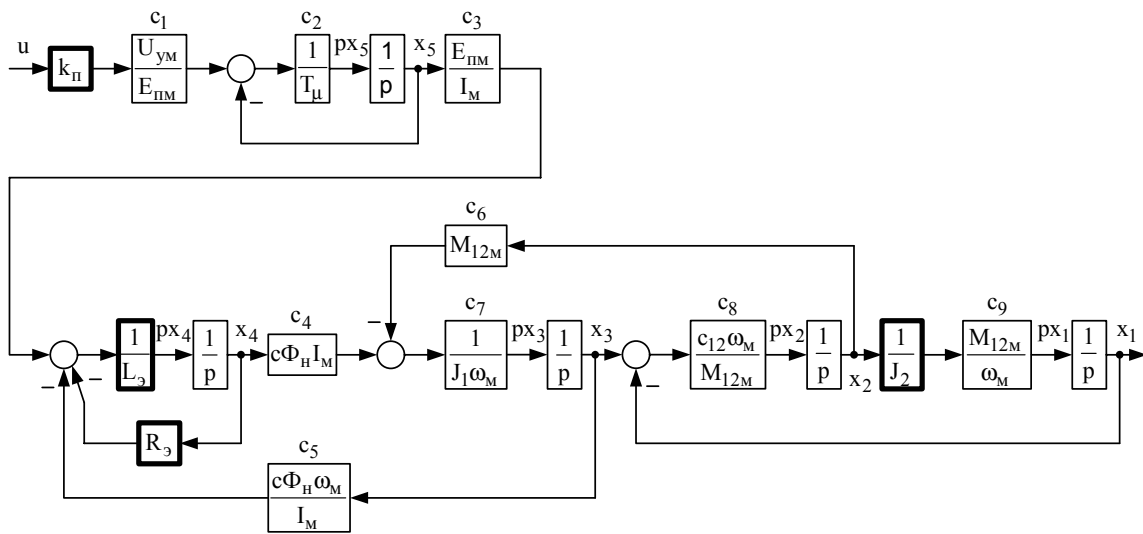 c₁ c₂ c₃
u kп Uум/Eпм 1/Tμ px₅ 1/p x₅ Eпм/Iм
−
c₆
M₁₂м
−
c₄ c₇ c₈ c₉
1/Lэ px₄ 1/p x₄ cФнIм 1/J₁ωм px₃ 1/p x₃ c₁₂ωм/M₁₂м px₂ 1/p x₂ 1/J₂ M₁₂м/ωм px₁ 1/p x₁
− − −
Rэ
c₅
cФнωм/Iм